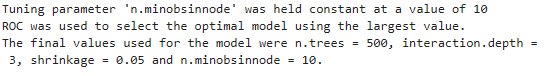 Tuning parameter 'n.minobsinnode' was held constant at a value of 10
ROC was used to select the optimal model using the largest value.
The final values used for the model were n.trees = 500, interaction.depth =
 3, shrinkage = 0.05 and n.minobsinnode = 10.